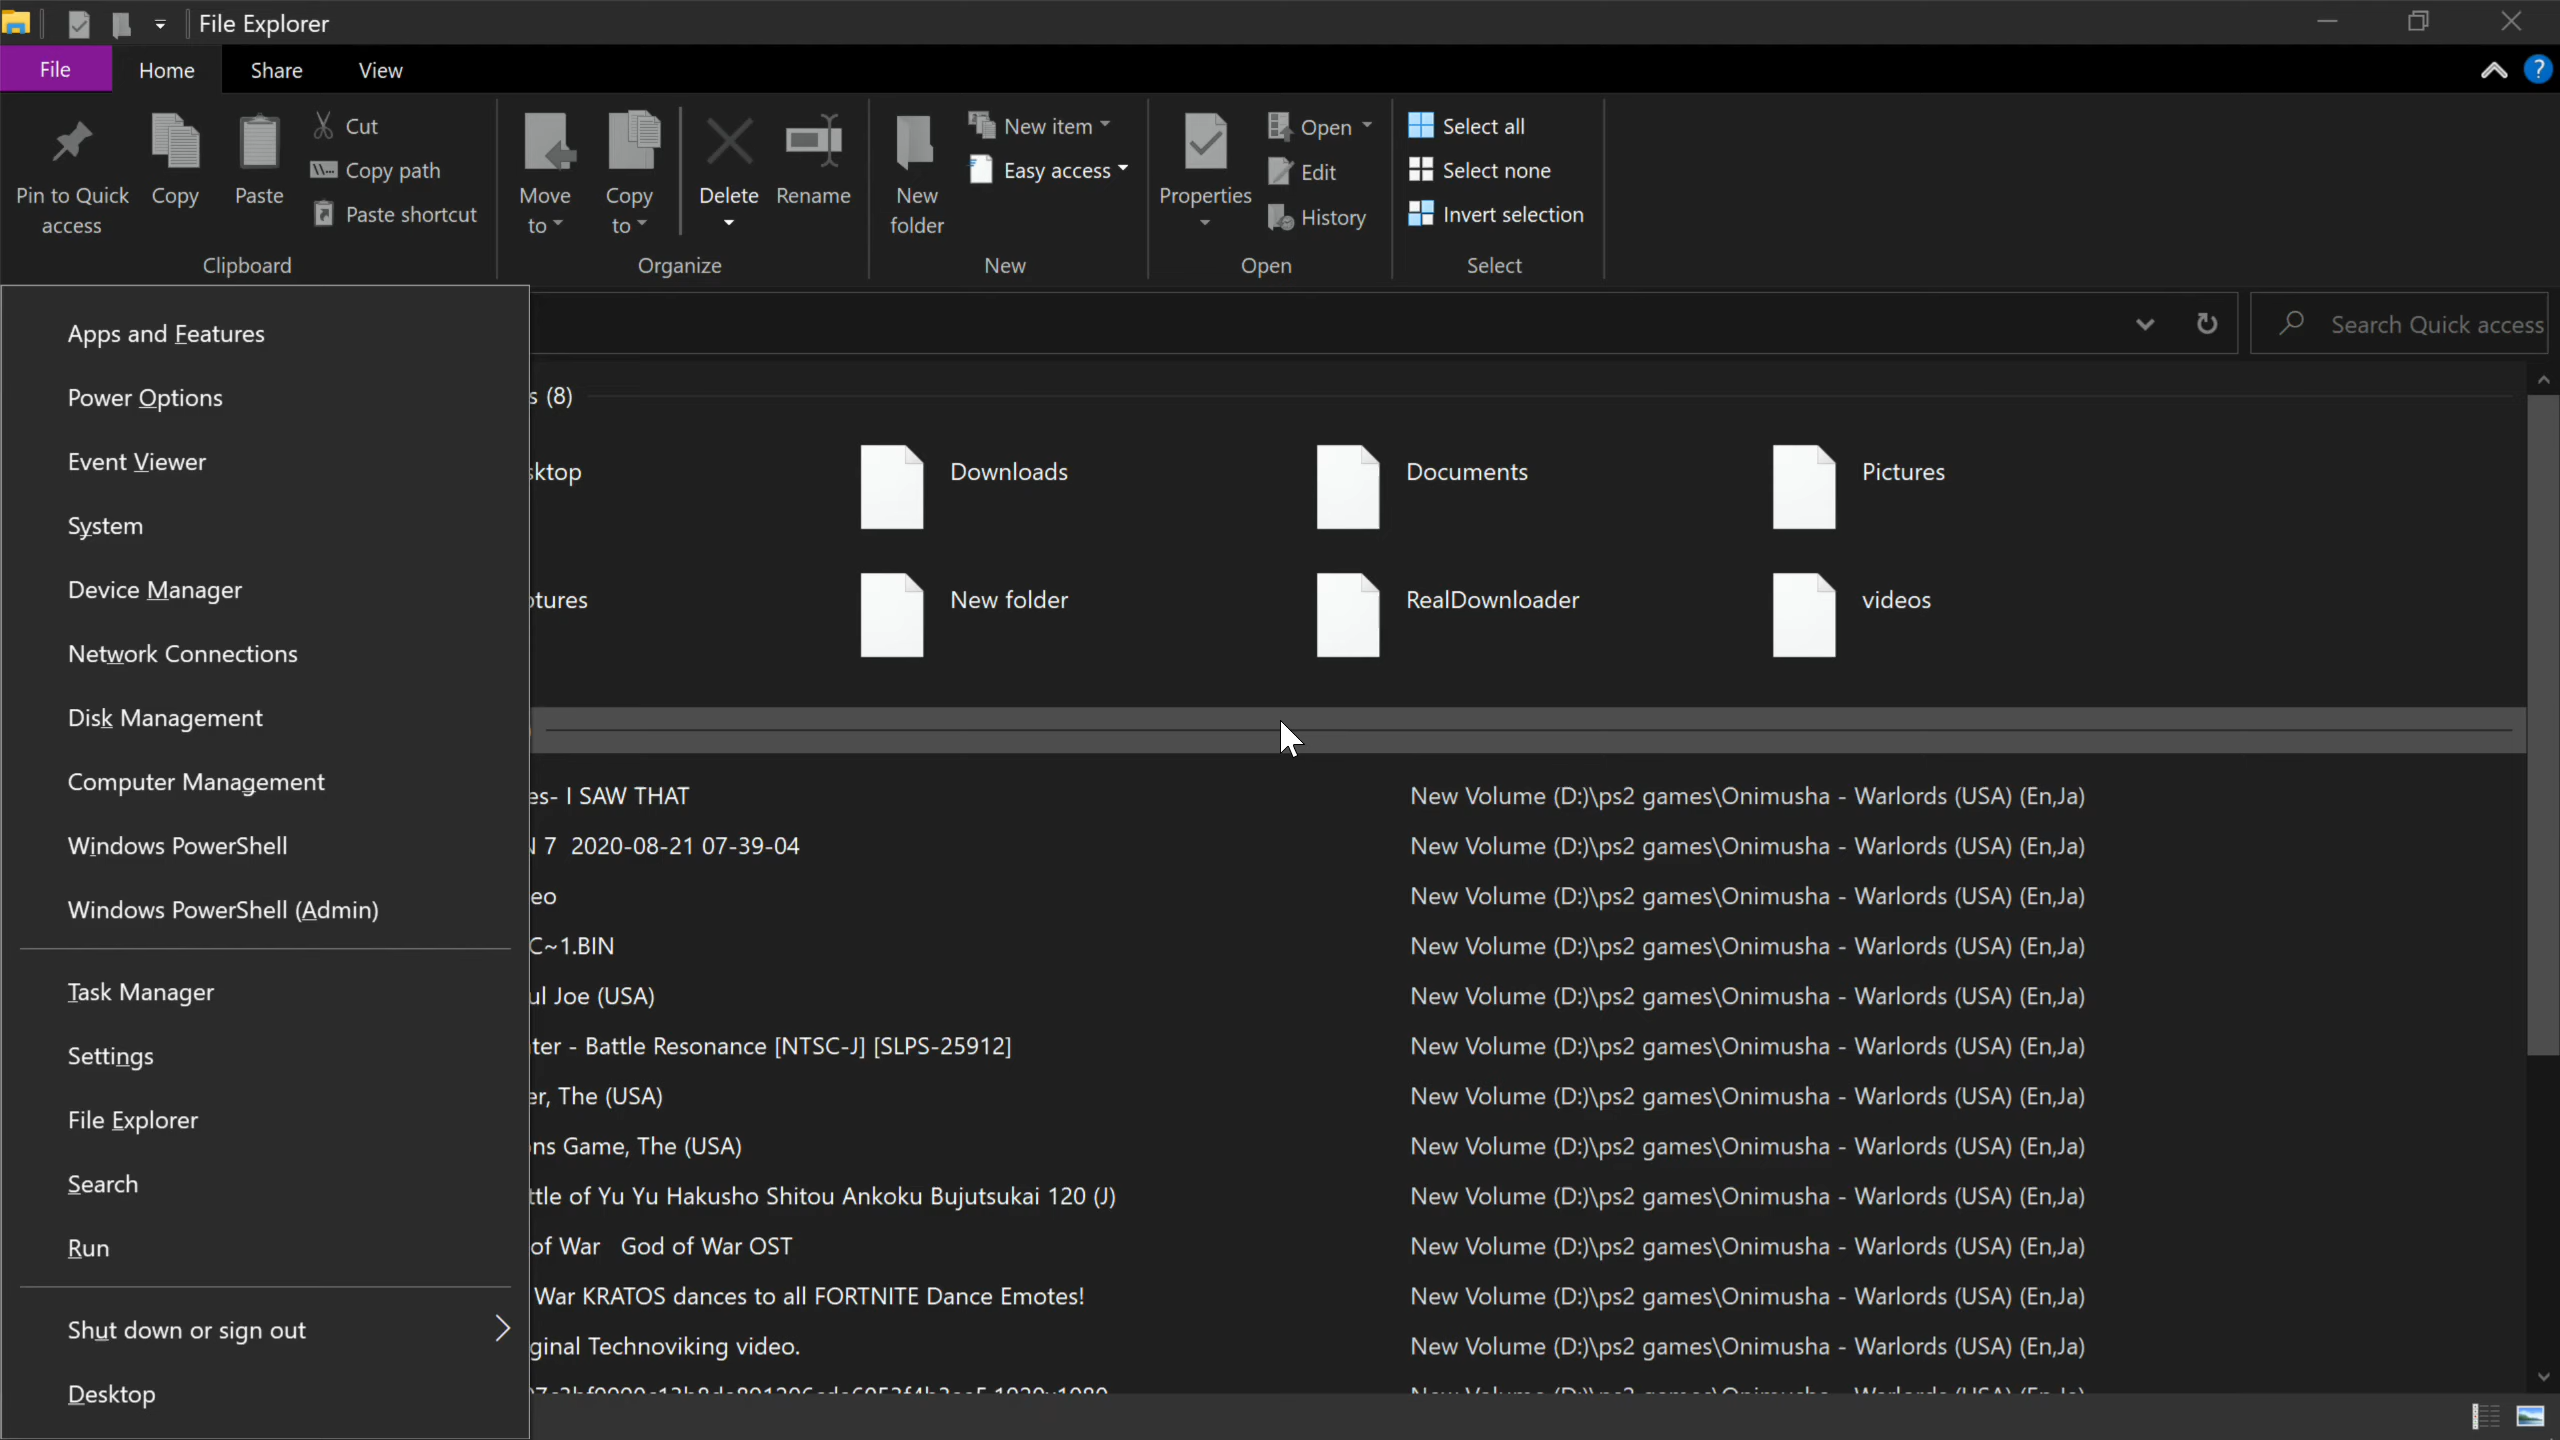 File Explorer
File Home Share View
Pin to Quick access
Copy
Paste
Cut
Copy path
Paste shortcut
Clipboard
Move to
Copy to
Delete
Rename
Organize
New folder
New item
Easy access
New
Properties
Open
Edit
History
Open
Select all
Select none
Invert selection
Select
Search Quick access
Apps and Features
Power Options
Event Viewer
System
Device Manager
Network Connections
Disk Management
Computer Management
Windows PowerShell
Windows PowerShell (Admin)
Task Manager
Settings
File Explorer
Search
Run
Shut down or sign out
Desktop
s (8)
sktop
Downloads
Documents
Pictures
tures
New folder
RealDownloader
videos
es- I SAW THAT New Volume (D:)\ps2 games\Onimusha - Warlords (USA) (En,Ja)
7 2020-08-21 07-39-04 New Volume (D:)\ps2 games\Onimusha - Warlords (USA) (En,Ja)
eo New Volume (D:)\ps2 games\Onimusha - Warlords (USA) (En,Ja)
C~1.BIN New Volume (D:)\ps2 games\Onimusha - Warlords (USA) (En,Ja)
ul Joe (USA) New Volume (D:)\ps2 games\Onimusha - Warlords (USA) (En,Ja)
ter - Battle Resonance [NTSC-J] [SLPS-25912] New Volume (D:)\ps2 games\Onimusha - Warlords (USA) (En,Ja)
er, The (USA) New Volume (D:)\ps2 games\Onimusha - Warlords (USA) (En,Ja)
ns Game, The (USA) New Volume (D:)\ps2 games\Onimusha - Warlords (USA) (En,Ja)
ttle of Yu Yu Hakusho Shitou Ankoku Bujutsukai 120 (J) New Volume (D:)\ps2 games\Onimusha - Warlords (USA) (En,Ja)
of War God of War OST New Volume (D:)\ps2 games\Onimusha - Warlords (USA) (En,Ja)
War KRATOS dances to all FORTNITE Dance Emotes! New Volume (D:)\ps2 games\Onimusha - Warlords (USA) (En,Ja)
ginal Technoviking video. New Volume (D:)\ps2 games\Onimusha - Warlords (USA) (En,Ja)